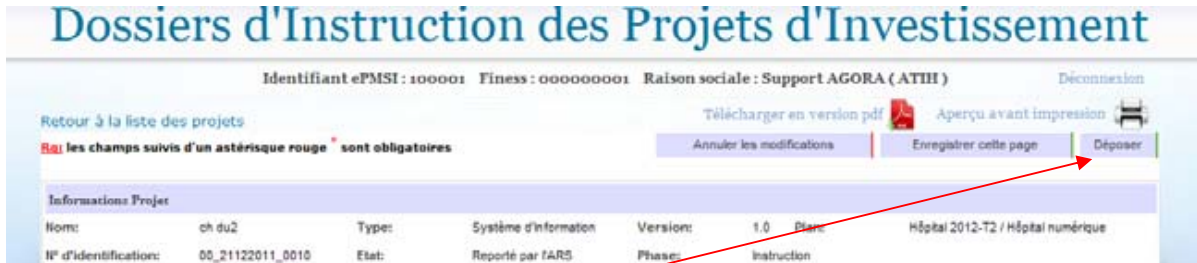 Dossiers d'Instruction des Projets d'Investissement
Identifiant ePMSI : 100001 Finess : 000000001 Raison sociale : Support AGORA ( ATIH ) Déconnexion
Retour à la liste des projets Télécharger en version pdf Aperçu avant impression
Rq: les champs suivis d'un astérisque rouge * sont obligatoires Annuler les modifications Enregistrer cette page Déposer
Informations Projet
Nom: ch du2 Type: Système d'information Version: 1.0 Plan: Hôpital 2012-T2 / Hôpital numérique
N° d'identification: 00_21122011_0010 Etat: Reporté par l'ARS Phase: Instruction